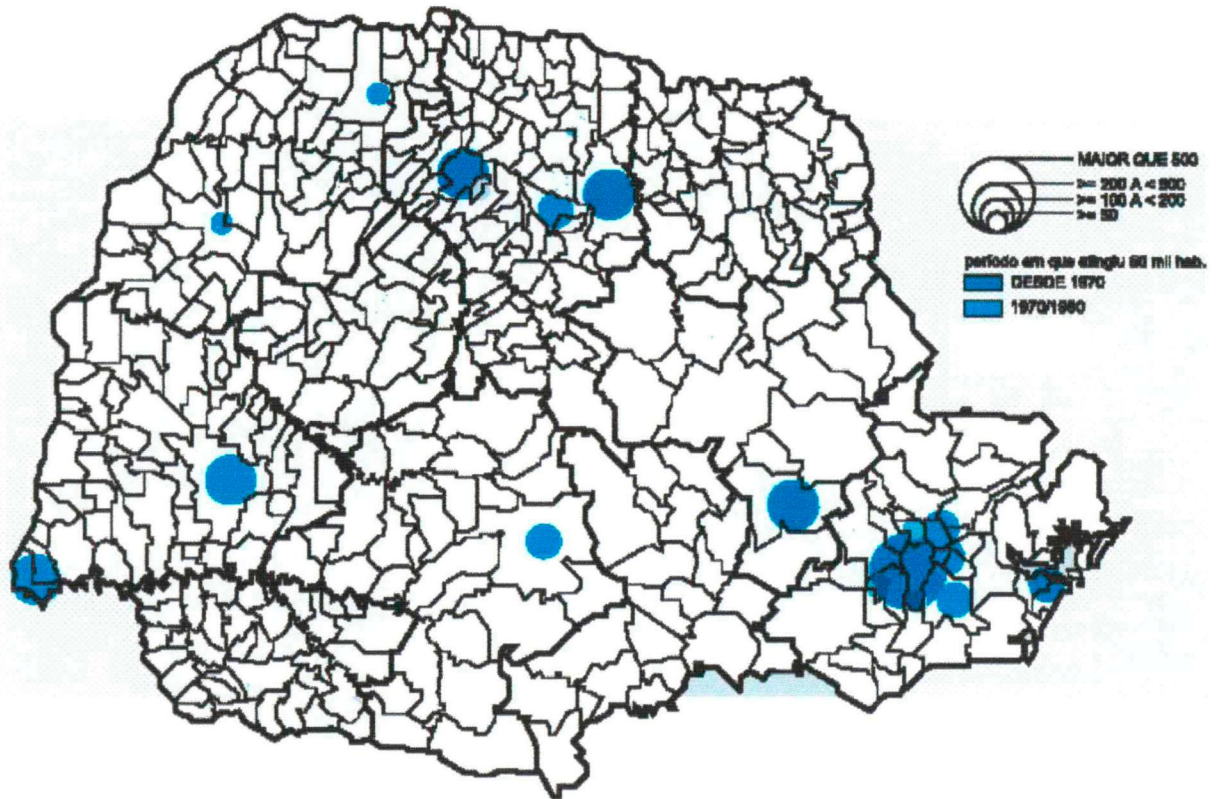 MAIOR QUE 500
>= 200 A < 500
>= 100 A < 200
>= 50
período em que atingiu 50 mil hab.
DESDE 1970
1970/1980